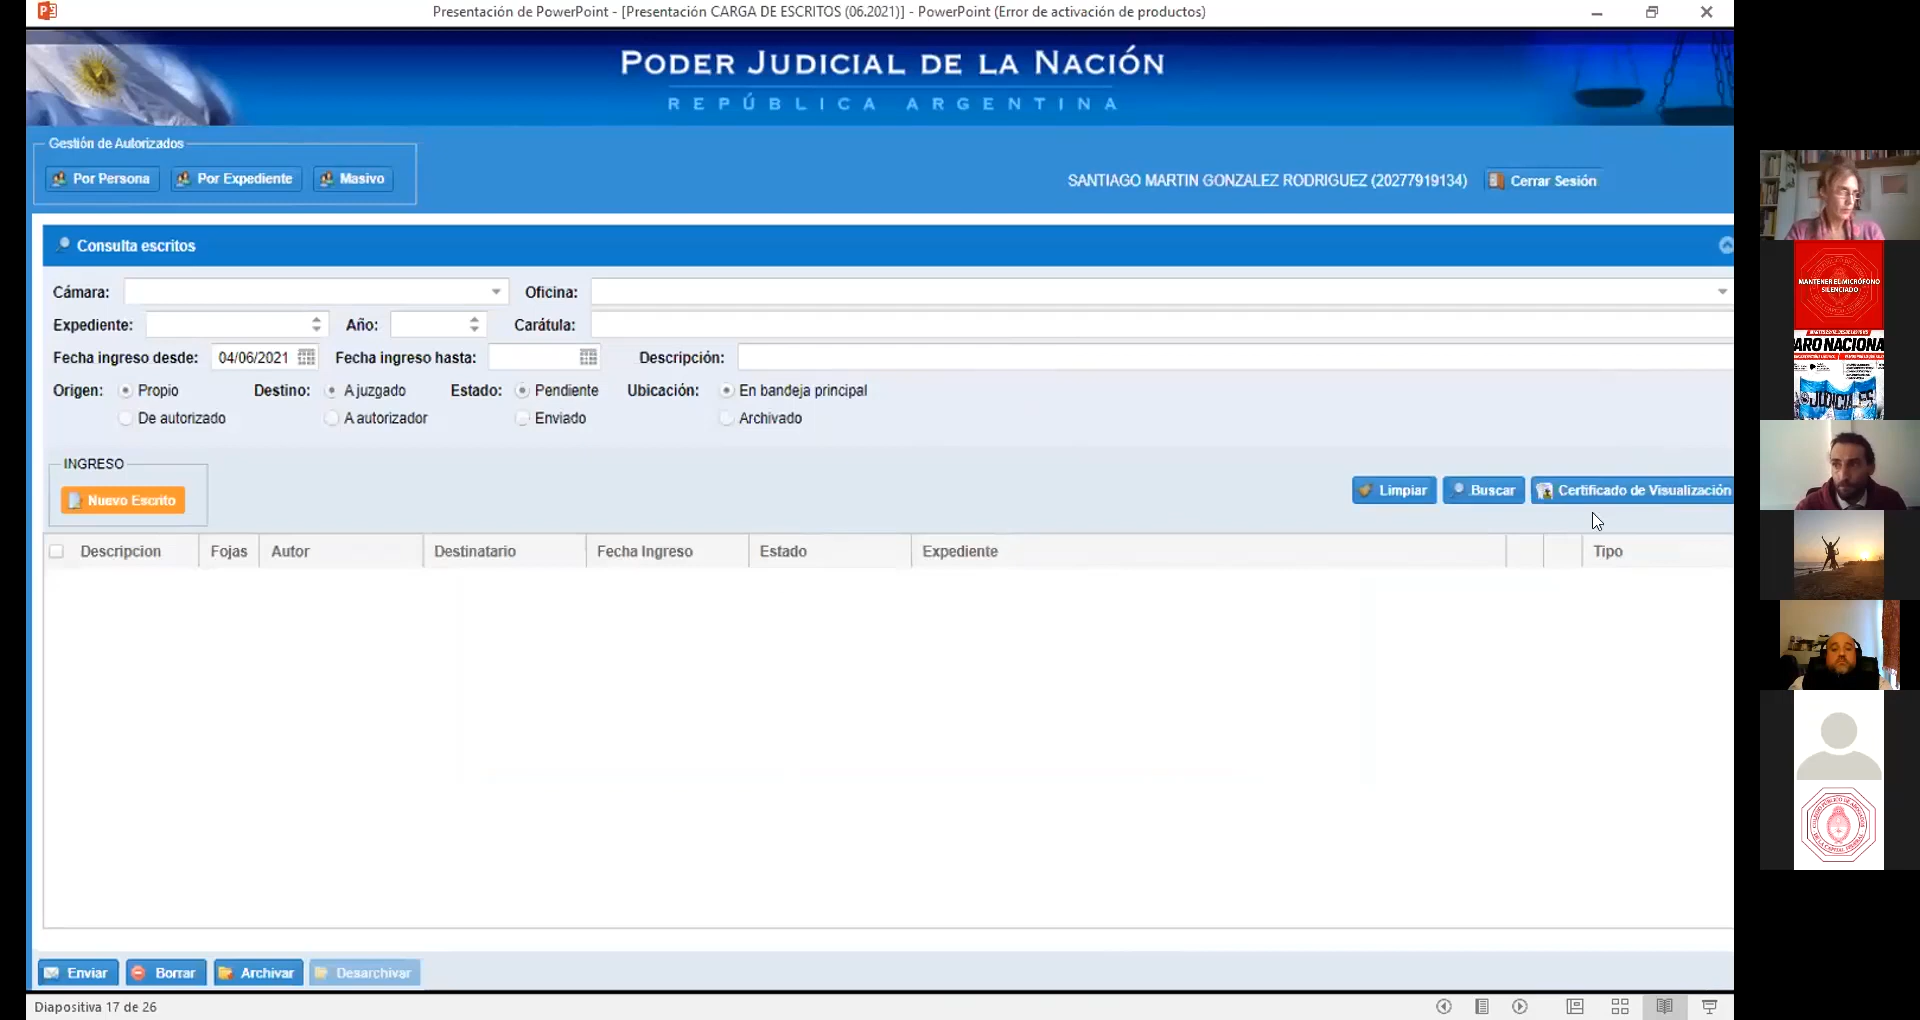 Presentación de PowerPoint - [Presentación CARGA DE ESCRITOS (06.2021)] - PowerPoint (Error de activación de productos)
PODER JUDICIAL DE LA NACIÓN
REPÚBLICA ARGENTINA
Gestión de Autorizados
Por Persona Por Expediente Masivo
SANTIAGO MARTIN GONZALEZ RODRIGUEZ (20277919134) Cerrar Sesión
Consulta escritos
Cámara: Oficina:
Expediente: Año: Carátula:
Fecha ingreso desde: 04/06/2021 Fecha ingreso hasta: Descripción:
Origen: Propio Destino: A juzgado Estado: Pendiente Ubicación: En bandeja principal
De autorizado A autorizador Enviado Archivado
INGRESO
Nuevo Escrito
Limpiar Buscar Certificado de Visualización
Descripcion Fojas Autor Destinatario Fecha Ingreso Estado Expediente Tipo
Enviar Borrar Archivar Desarchivar
Diapositiva 17 de 26
MANTENER EL MICRÓFONO
SILENCIADO
ARO NACIONA
JUDICIALES